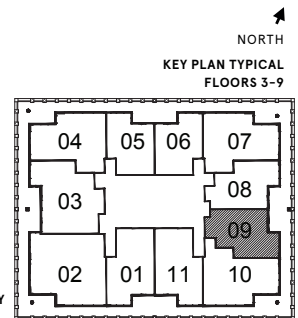 NORTH
KEY PLAN TYPICAL
FLOORS 3-9
04 05 06 07
03 08
09
02 01 11 10
Y